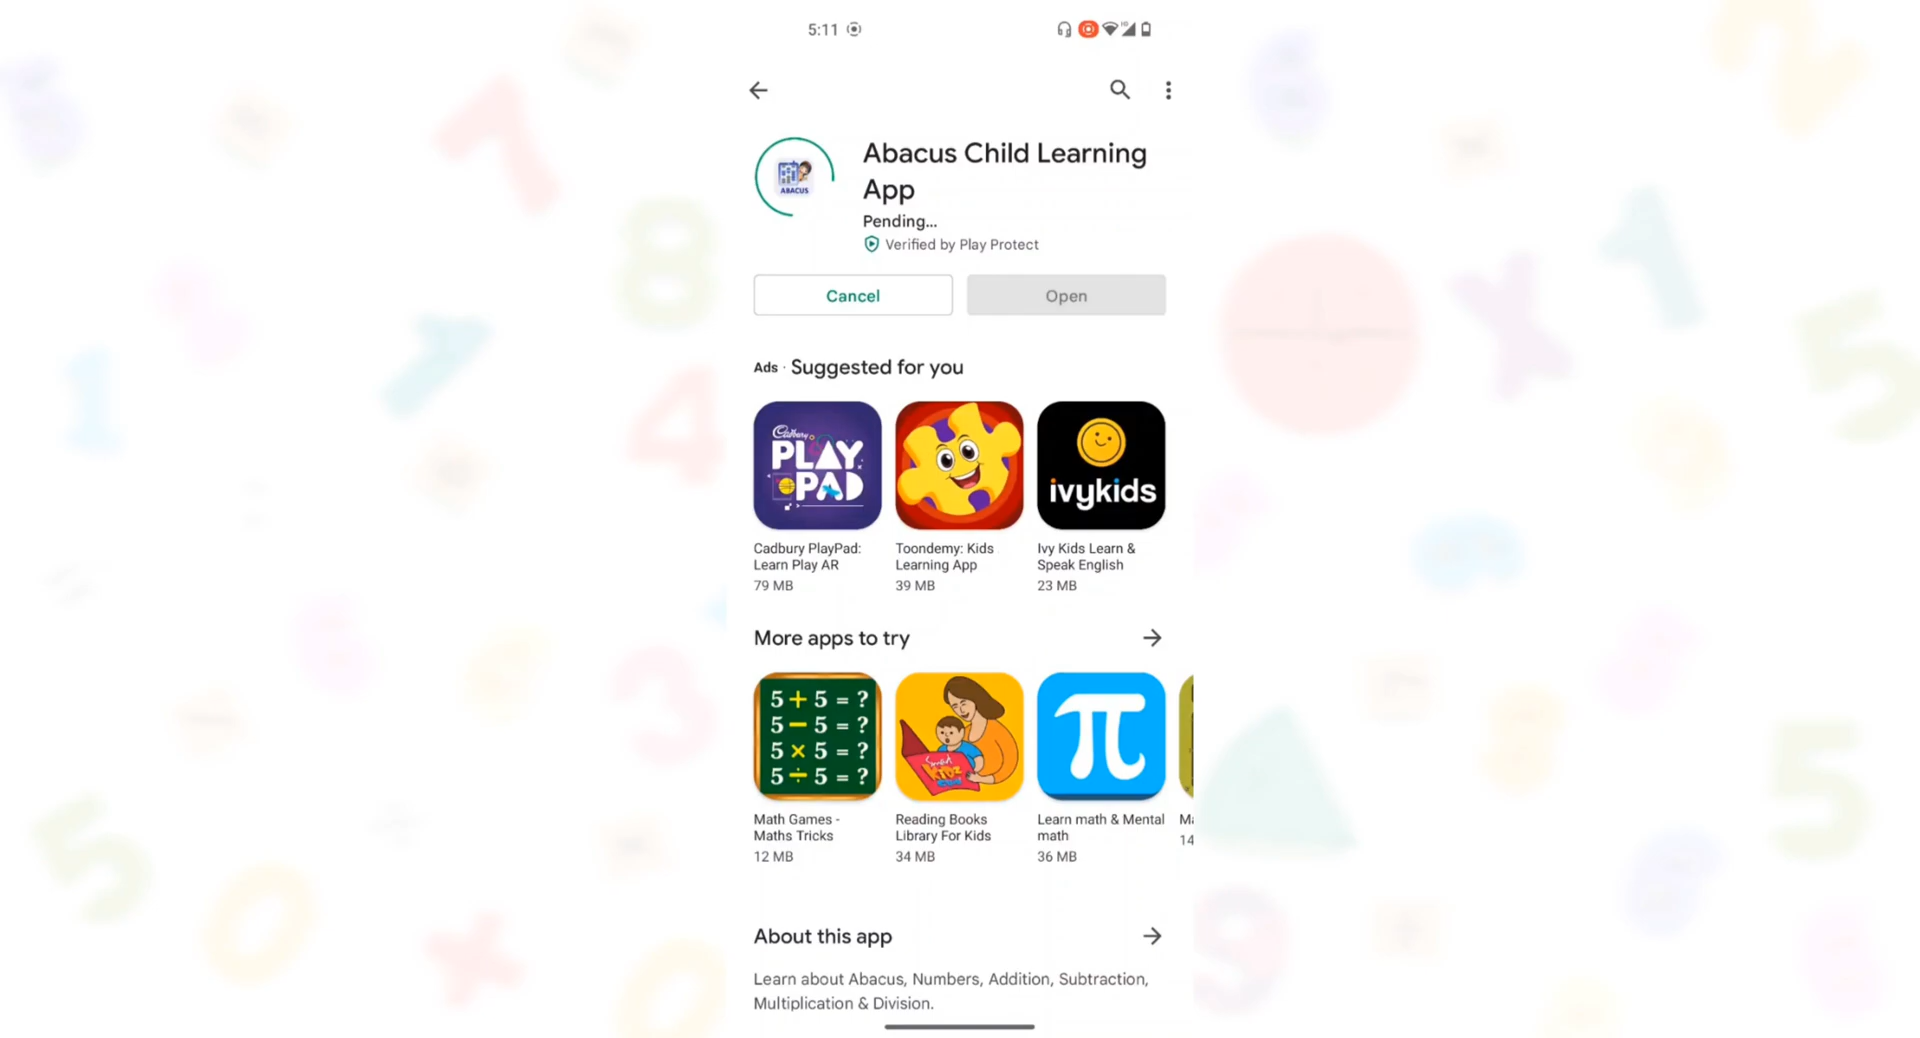 5:11
Abacus Child Learning
App
Pending...
Verified by Play Protect
ABACUS
Cancel
Open
Ads · Suggested for you
Cadbury
PLAY
PAD
ivykids
Cadbury PlayPad:
Learn Play AR
79 MB
Toondemy: Kids
Learning App
39 MB
Ivy Kids Learn &
Speak English
23 MB
More apps to try
5 + 5 = ?
5 − 5 = ?
5 × 5 = ?
5 ÷ 5 = ?
π
Math Games -
Maths Tricks
12 MB
Reading Books
Library For Kids
34 MB
Learn math & Mental
math
36 MB
14
About this app
Learn about Abacus, Numbers, Addition, Subtraction,
Multiplication & Division.